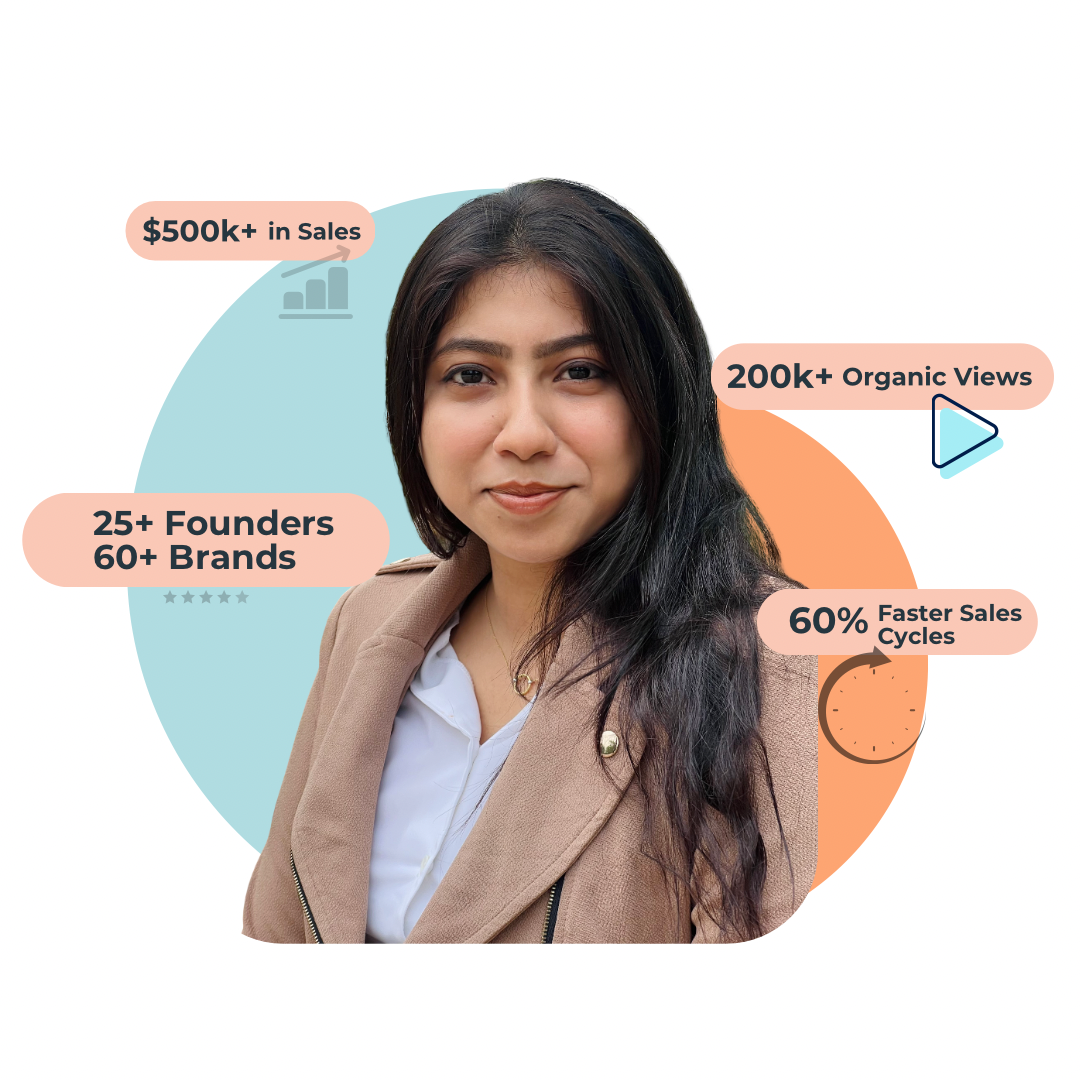 $500k+ in Sales
200k+ Organic Views
25+ Founders
60+ Brands
60% Faster Sales
Cycles